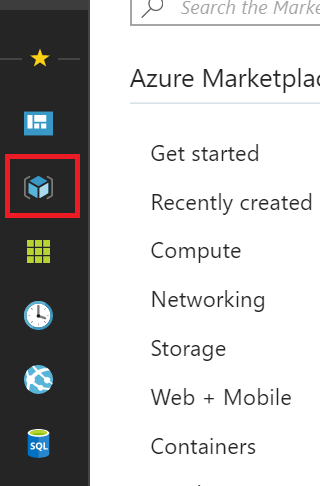 Search the Marke
Azure Marketplac
Get started
Recently created
Compute
Networking
Storage
Web + Mobile
SQL
Containers